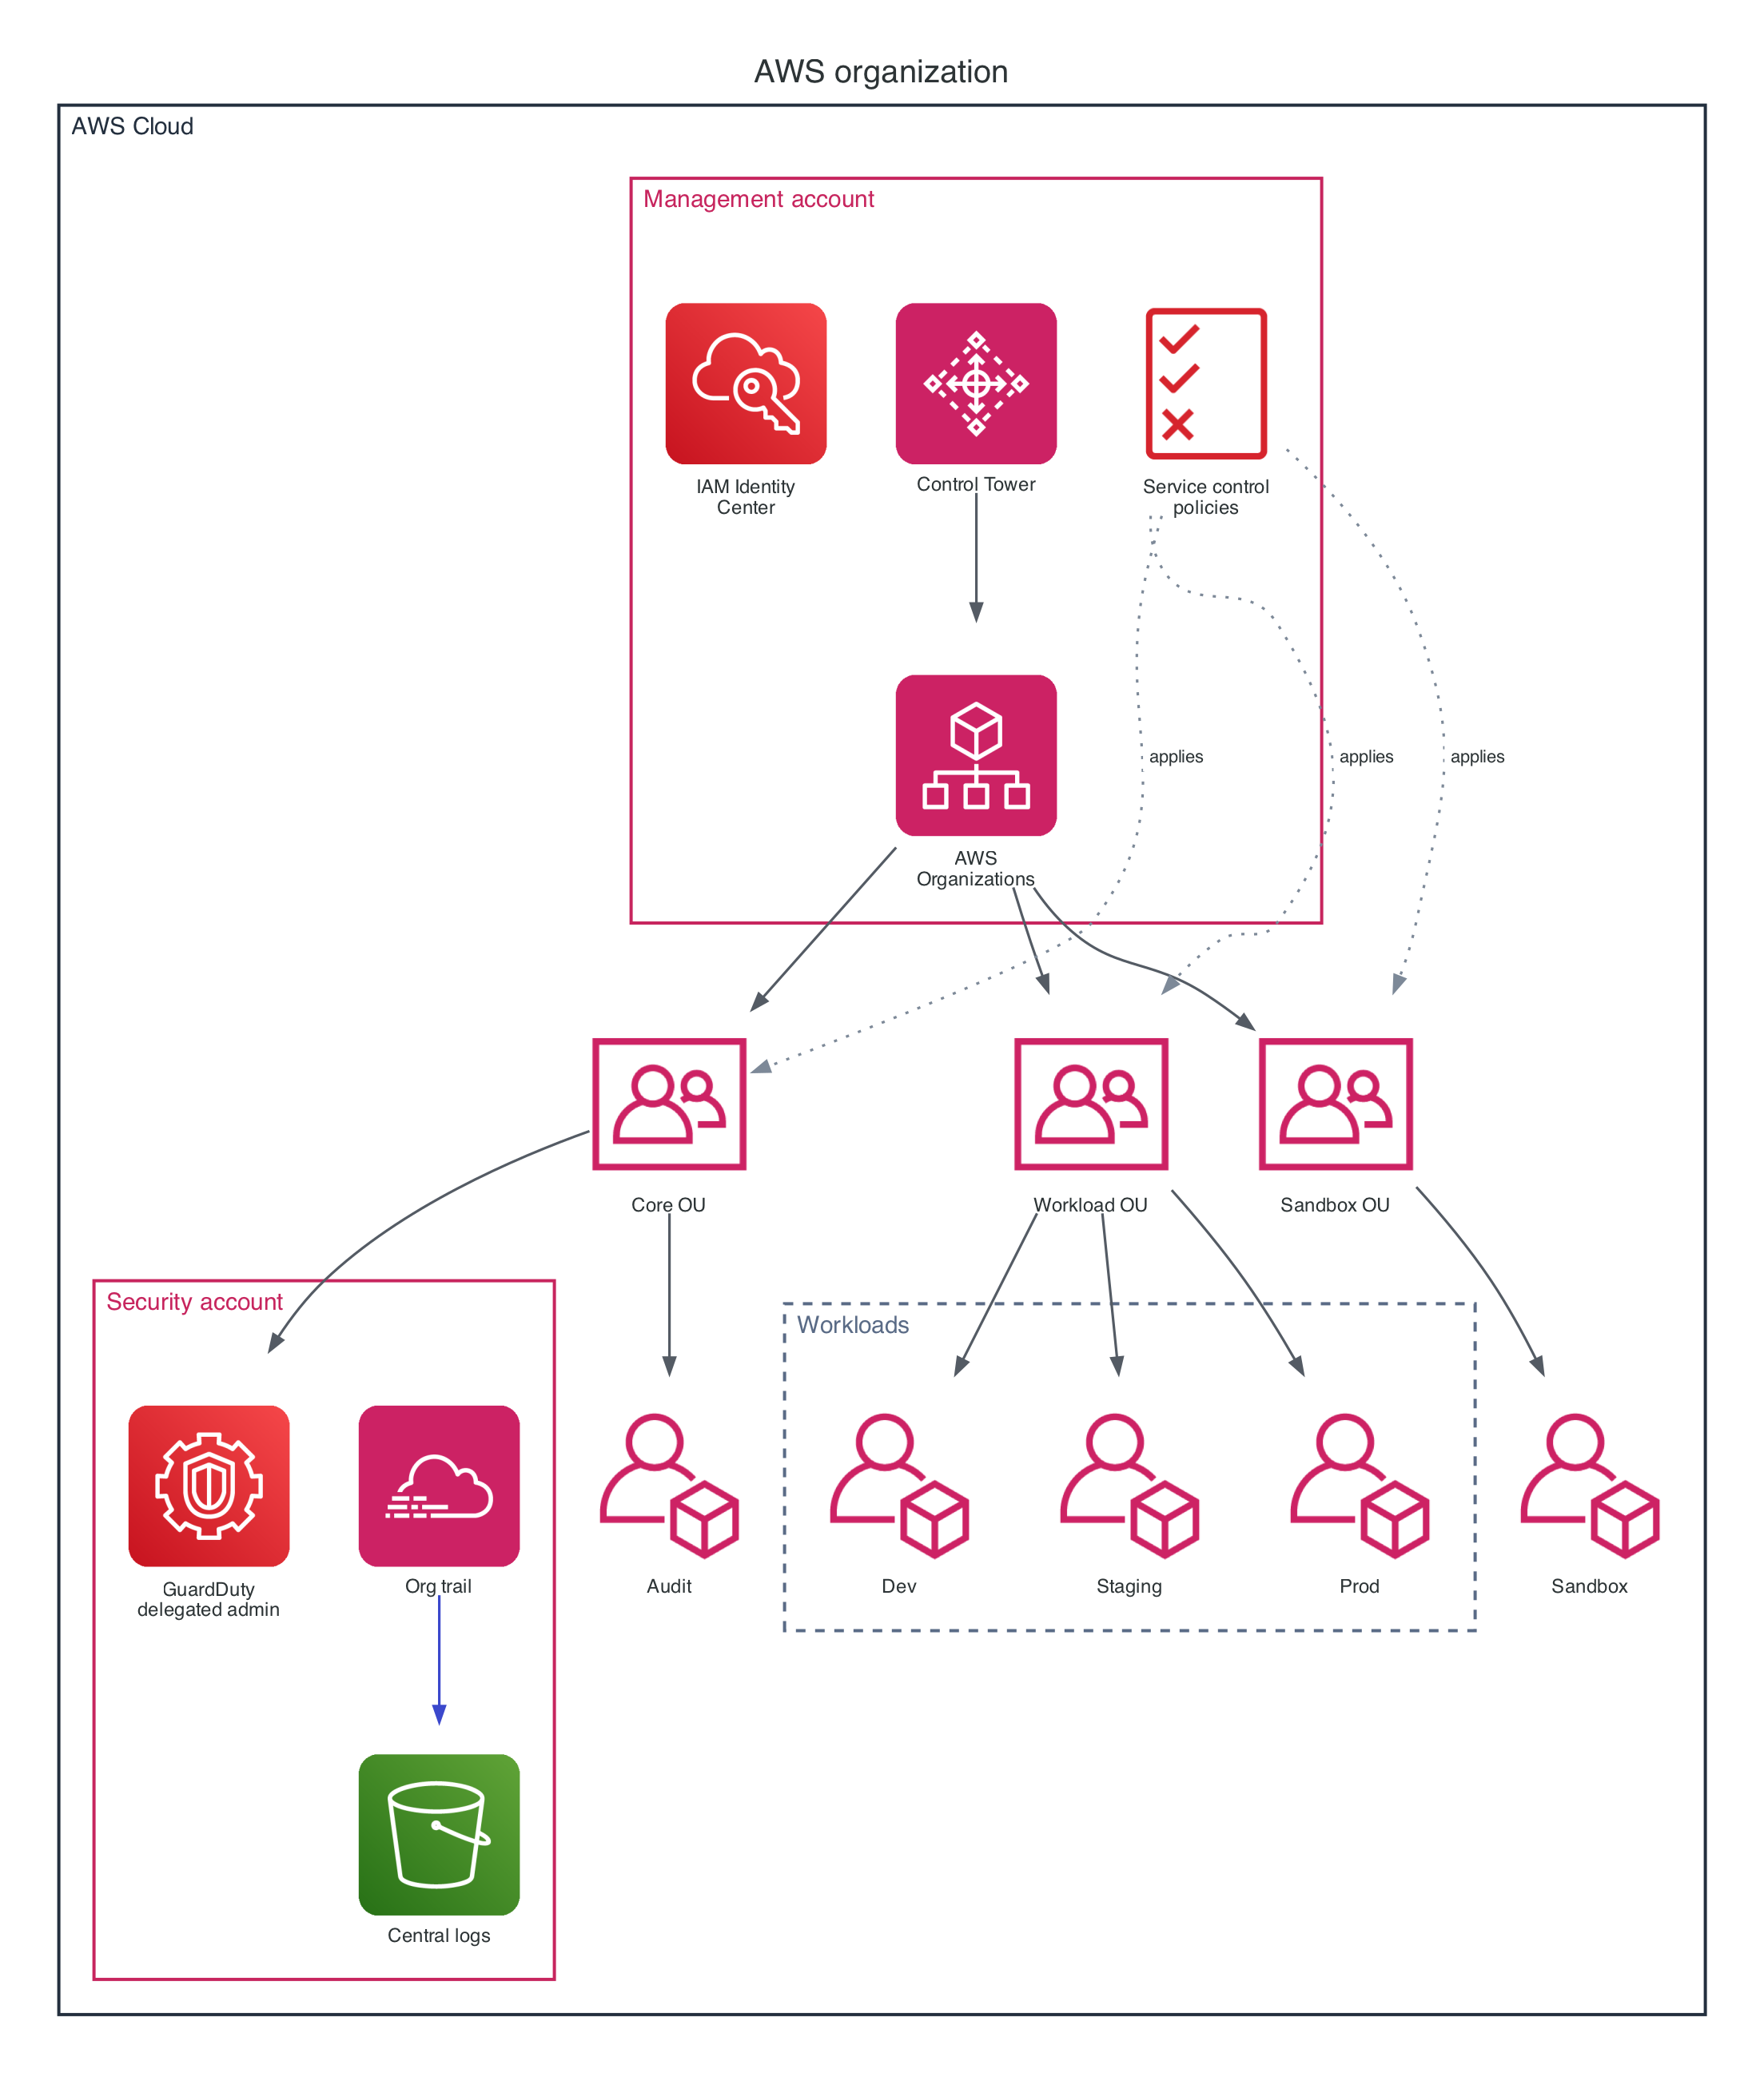 AWS organization
AWS Cloud
Management account
IAM Identity
Center
Control Tower
Service control
policies
applies
applies
applies
AWS
Organizations
Core OU
Workload OU
Sandbox OU
Security account
Workloads
GuardDuty
delegated admin
Org trail
Audit
Dev
Staging
Prod
Sandbox
Central logs